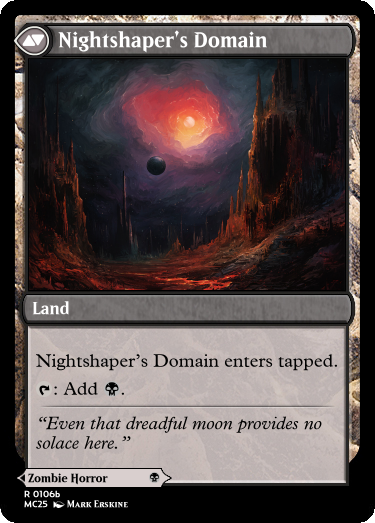 Nightshaper's Domain
Land
Nightshaper's Domain enters tapped.
: Add .
“Even that dreadful moon provides no
solace here.”
Zombie Horror
R 0106b
MC25 Mark Erskine